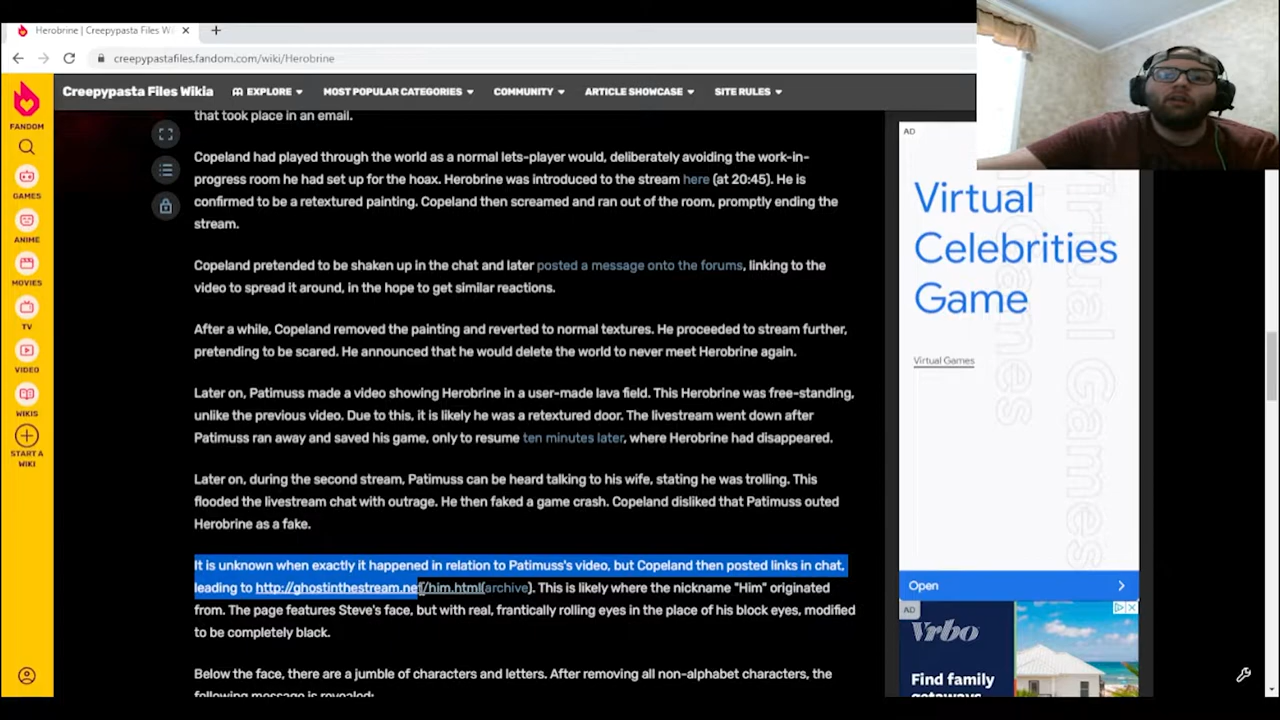 Herobrine | Creepypasta Files Wi
creepypastafiles.fandom.com/wiki/Herobrine
Creepypasta Files Wikia
EXPLORE
MOST POPULAR CATEGORIES
COMMUNITY
ARTICLE SHOWCASE
SITE RULES
FANDOM
GAMES
ANIME
MOVIES
TV
VIDEO
WIKIS
START A
WIKI
that took place in an email.
Copeland had played through the world as a normal lets-player would, deliberately avoiding the work-in-
progress room he had set up for the hoax. Herobrine was introduced to the stream here (at 20:45). He is
confirmed to be a retextured painting. Copeland then screamed and ran out of the room, promptly ending the
stream.
Copeland pretended to be shaken up in the chat and later posted a message onto the forums, linking to the
video to spread it around, in the hope to get similar reactions.
After a while, Copeland removed the painting and reverted to normal textures. He proceeded to stream further,
pretending to be scared. He announced that he would delete the world to never meet Herobrine again.
Later on, Patimuss made a video showing Herobrine in a user-made lava field. This Herobrine was free-standing,
unlike the previous video. Due to this, it is likely he was a retextured door. The livestream went down after
Patimuss ran away and saved his game, only to resume ten minutes later, where Herobrine had disappeared.
Later on, during the second stream, Patimuss can be heard talking to his wife, stating he was trolling. This
flooded the livestream chat with outrage. He then faked a game crash. Copeland disliked that Patimuss outed
Herobrine as a fake.
It is unknown when exactly it happened in relation to Patimuss's video, but Copeland then posted links in chat,
leading to http://ghostinthestream.net/him.html(archive). This is likely where the nickname "Him" originated
from. The page features Steve's face, but with real, frantically rolling eyes in the place of his block eyes, modified
to be completely black.
Below the face, there are a jumble of characters and letters. After removing all non-alphabet characters, the
following message is revealed:
AD
Virtual
Celebrities
Game
Virtual Games
Virtual Games
Open
AD
Vrbo
Find family
getaways